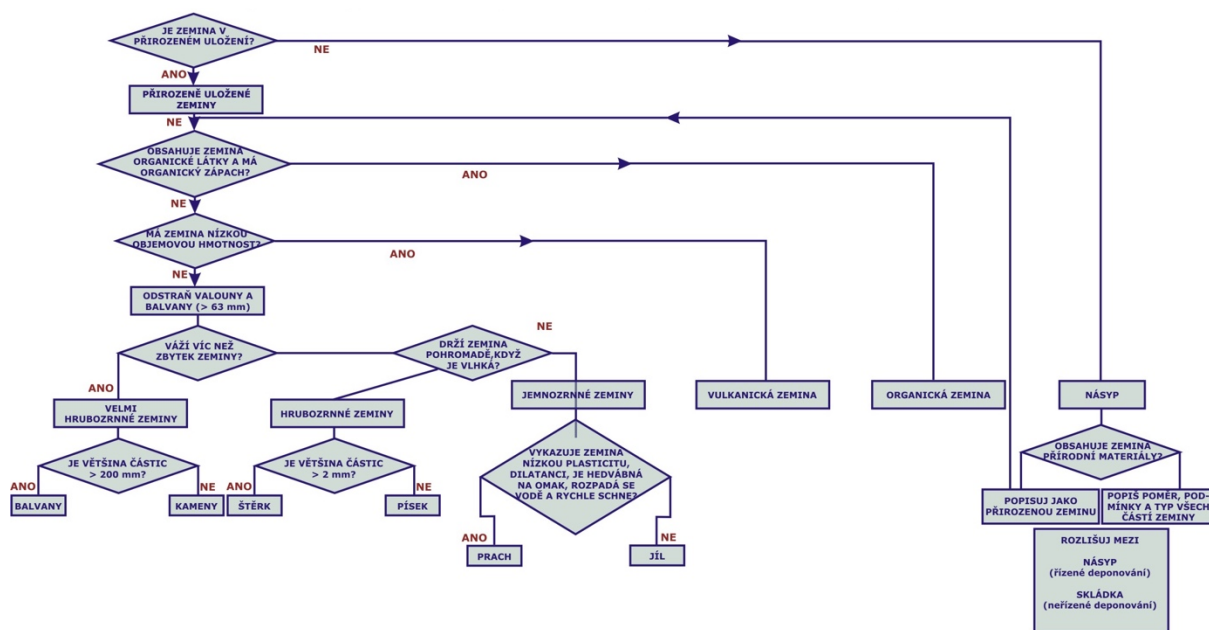 JE ZEMINA V
PŘIROZENÉM ULOŽENÍ?
NE
ANO
PŘIROZENĚ ULOŽENÉ
ZEMINY
NE
OBSAHUJE ZEMINA
ORGANICKÉ LÁTKY A MÁ
ORGANICKÝ ZÁPACH?
ANO
NE
MÁ ZEMINA NÍZKOU
OBJEMOVOU HMOTNOST?
ANO
NE
ODSTRAŇ VALOUNY A
BALVANY (> 63 mm)
VÁŽÍ VÍC NEŽ
ZBYTEK ZEMINY?
DRŽÍ ZEMINA
POHROMADĚ,KDYŽ
JE VLHKÁ?
NE
ANO
VELMI
HRUBOZRNNÉ ZEMINY
HRUBOZRNNÉ ZEMINY
JEMNOZRNNÉ ZEMINY
VULKANICKÁ ZEMINA
ORGANICKÁ ZEMINA
NÁSYP
JE VĚTŠINA ČÁSTIC
> 200 mm?
ANO
NE
BALVANY
KAMENY
JE VĚTŠINA ČÁSTIC
> 2 mm?
ANO
NE
ŠTĚRK
PÍSEK
VYKAZUJE ZEMINA
NÍZKOU PLASTICITU,
DILATANCI, JE HEDVÁBNÁ
NA OMAK, ROZPADÁ SE
VODĚ A RYCHLE SCHNE?
ANO
NE
PRACH
JÍL
OBSAHUJE ZEMINA
PŘÍRODNÍ MATERIÁLY?
POPISUJ JAKO
PŘIROZENOU ZEMINU
POPIŠ POMĚR, POD-
MÍNKY A TYP VŠECH
ČÁSTÍ ZEMINY
ROZLIŠUJ MEZI
NÁSYP
(řízené deponování)
SKLÁDKA
(neřízené deponování)